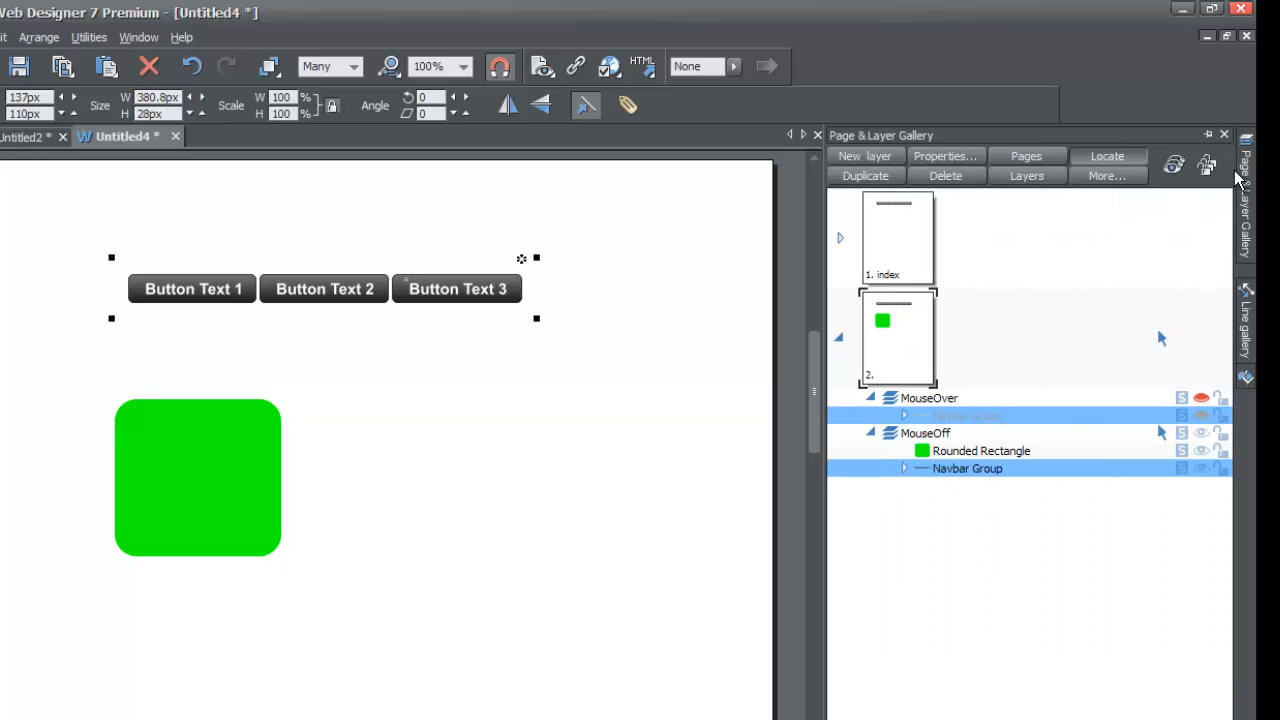 Web Designer 7 Premium - [Untitled4 *]
it Arrange Utilities Window Help
Many 100% HTML None
137px Size W 380.8px Scale W 100 % Angle 0
110px H 28px H 100 % 0
Untitled2 * Untitled4 *
Page & Layer Gallery
New layer Properties... Pages Locate
Duplicate Delete Layers More...
Page & Layer Gallery
Line gallery
1. index
2.
MouseOver S
Navbar Group S
MouseOff S
Rounded Rectangle S
Navbar Group S
Button Text 1 Button Text 2 Button Text 3